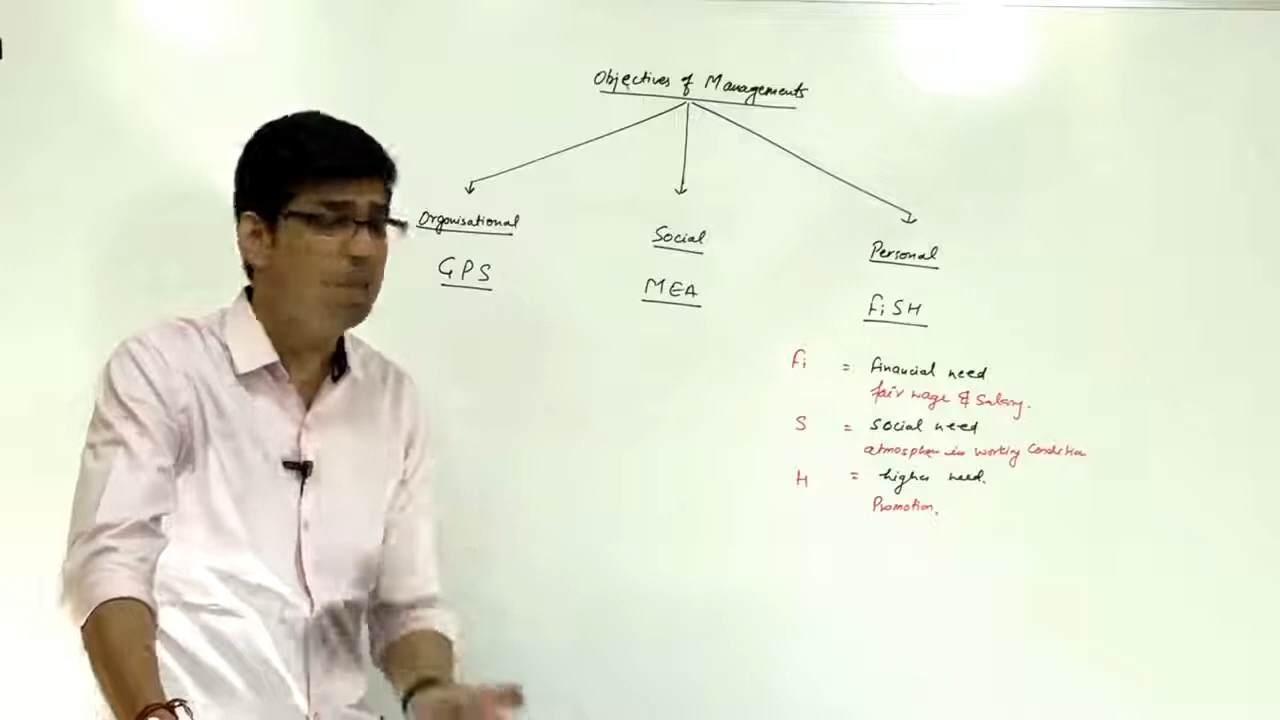 Objectives of Managements
Organisational
Social
Personal
GPS
MEA
FiSH
Fi = financial need
fair wage & Salary.
S = Social need
atmosphere in working Condition
H = higher need.
Promotion.